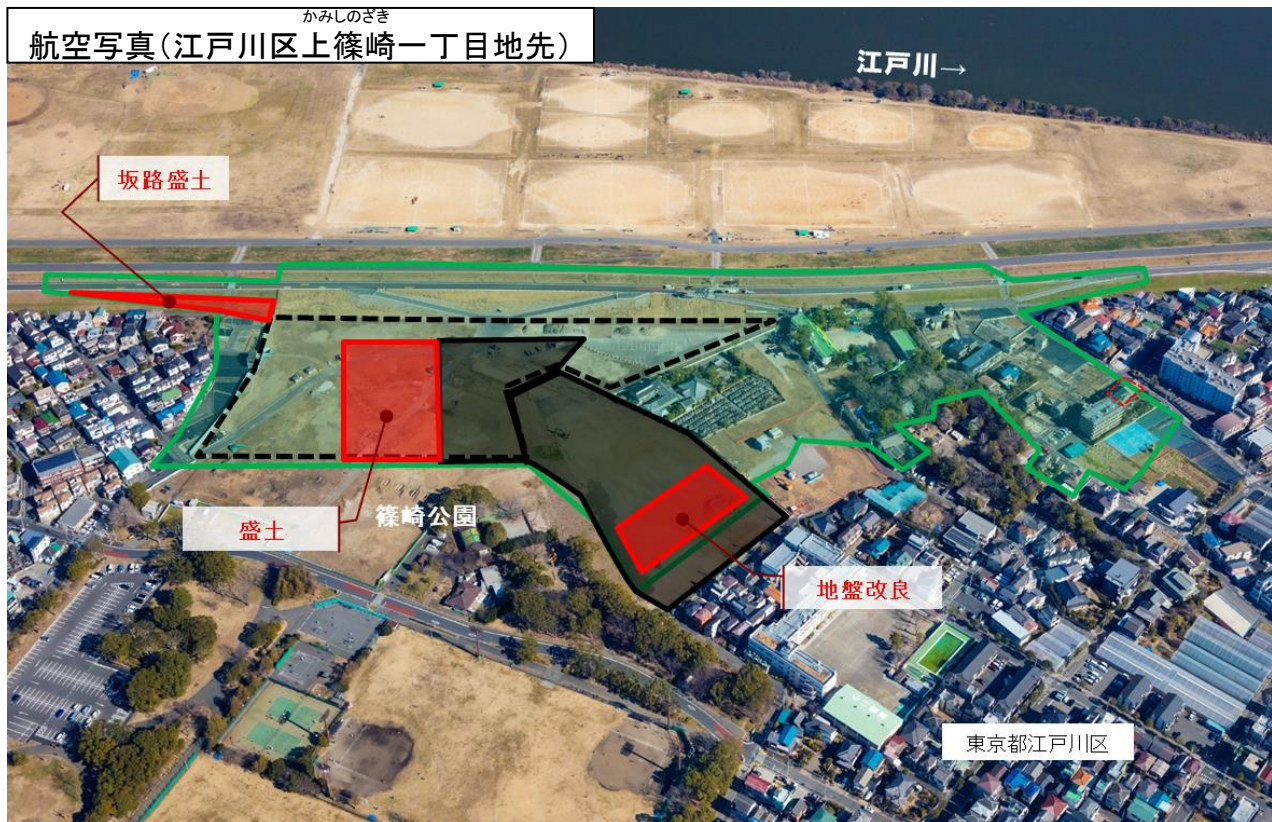 かみしのざき
航空写真（江戸川区上篠崎一丁目地先）
江戸川→
坂路盛土
盛土
篠崎公園
地盤改良
東京都江戸川区